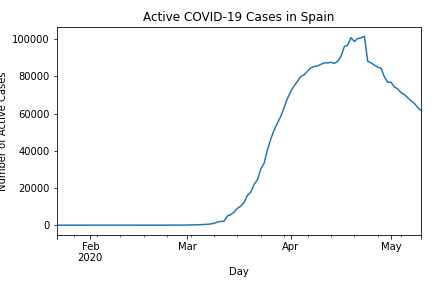 Active COVID-19 Cases in Spain
Number of Active Cases
100000
80000
60000
40000
20000
0
Feb
2020
Mar
Apr
May
Day